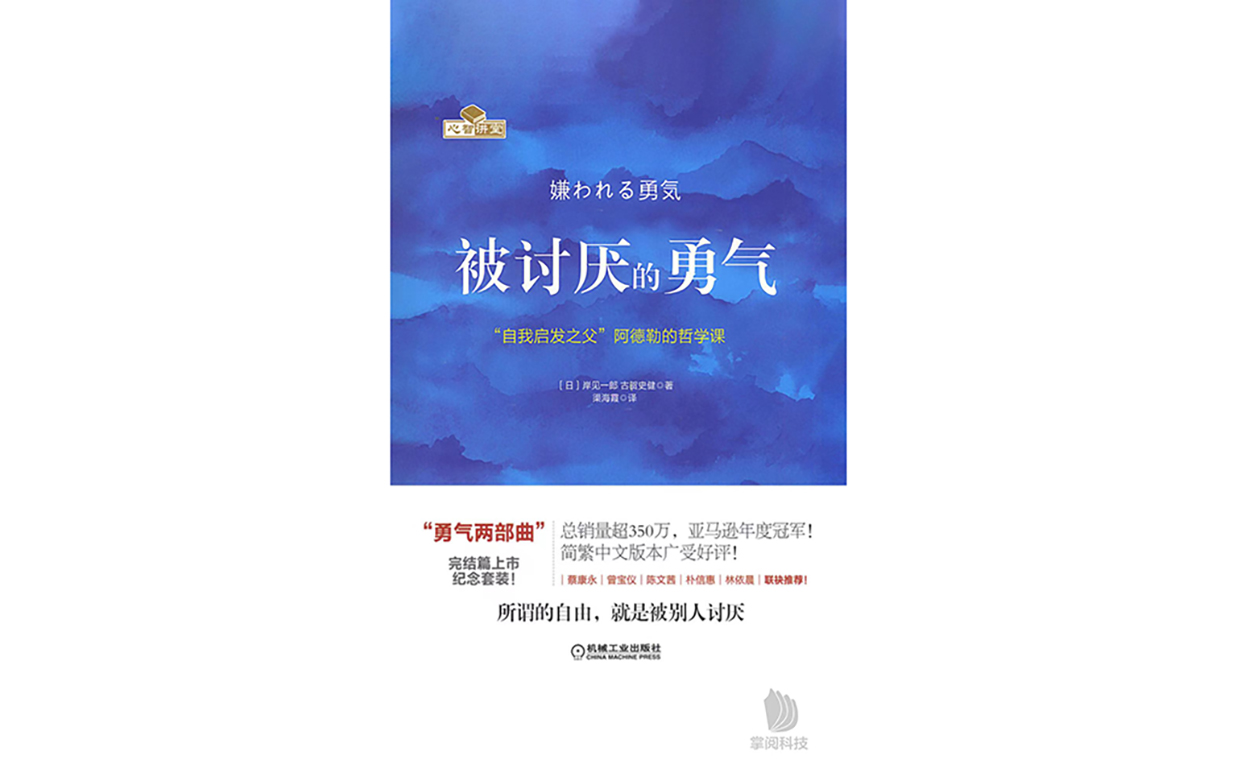 心智讲堂
嫌われる勇気
被讨厌的勇气
“自我启发之父”阿德勒的哲学课
[日]岸见一郎 古贺史健◎著
渠海霞◎译
“勇气两部曲”
完结篇上市
纪念套装!
总销量超350万,亚马逊年度冠军!
简繁中文版本广受好评!
|蔡康永|曾宝仪|陈文茜|朴信惠|林依晨|联袂推荐!
所谓的自由,就是被别人讨厌
机械工业出版社
CHINA MACHINE PRESS
掌阅科技